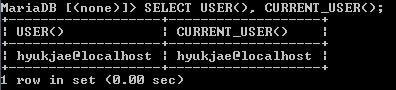 MariaDB [(none)]> SELECT USER(), CURRENT_USER();
+------------------+------------------+
| USER()           | CURRENT_USER()   |
+------------------+------------------+
| hyukjae@localhost | hyukjae@localhost |
+------------------+------------------+
1 row in set (0.00 sec)